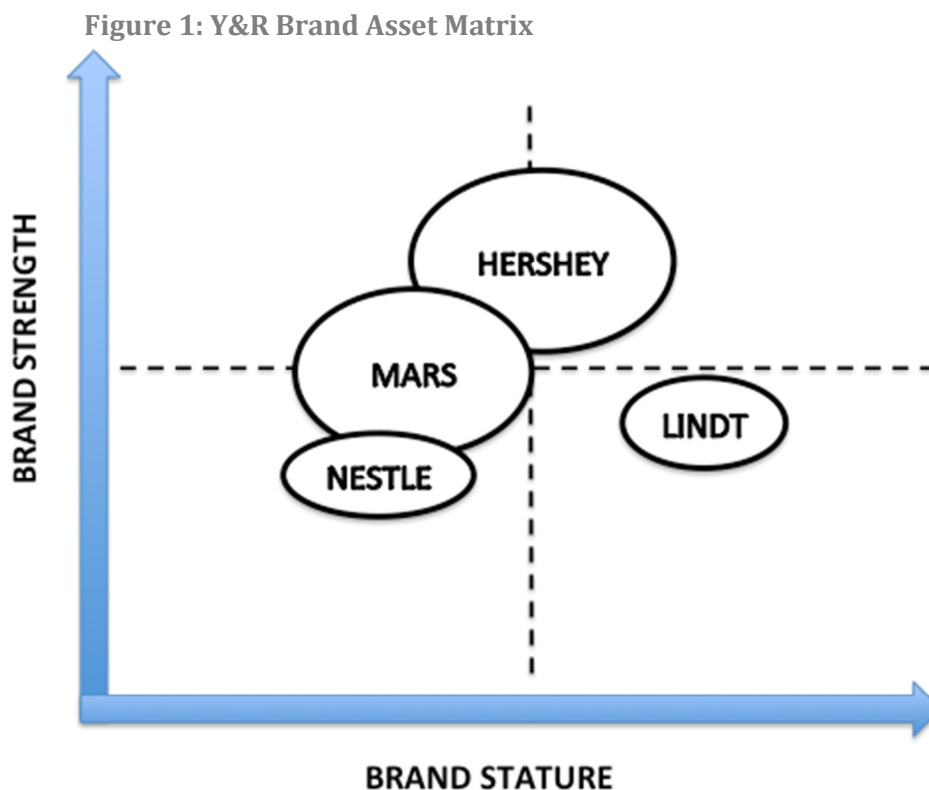 Figure 1: Y&R Brand Asset Matrix
BRAND STRENGTH
HERSHEY
MARS
LINDT
NESTLE
BRAND STATURE